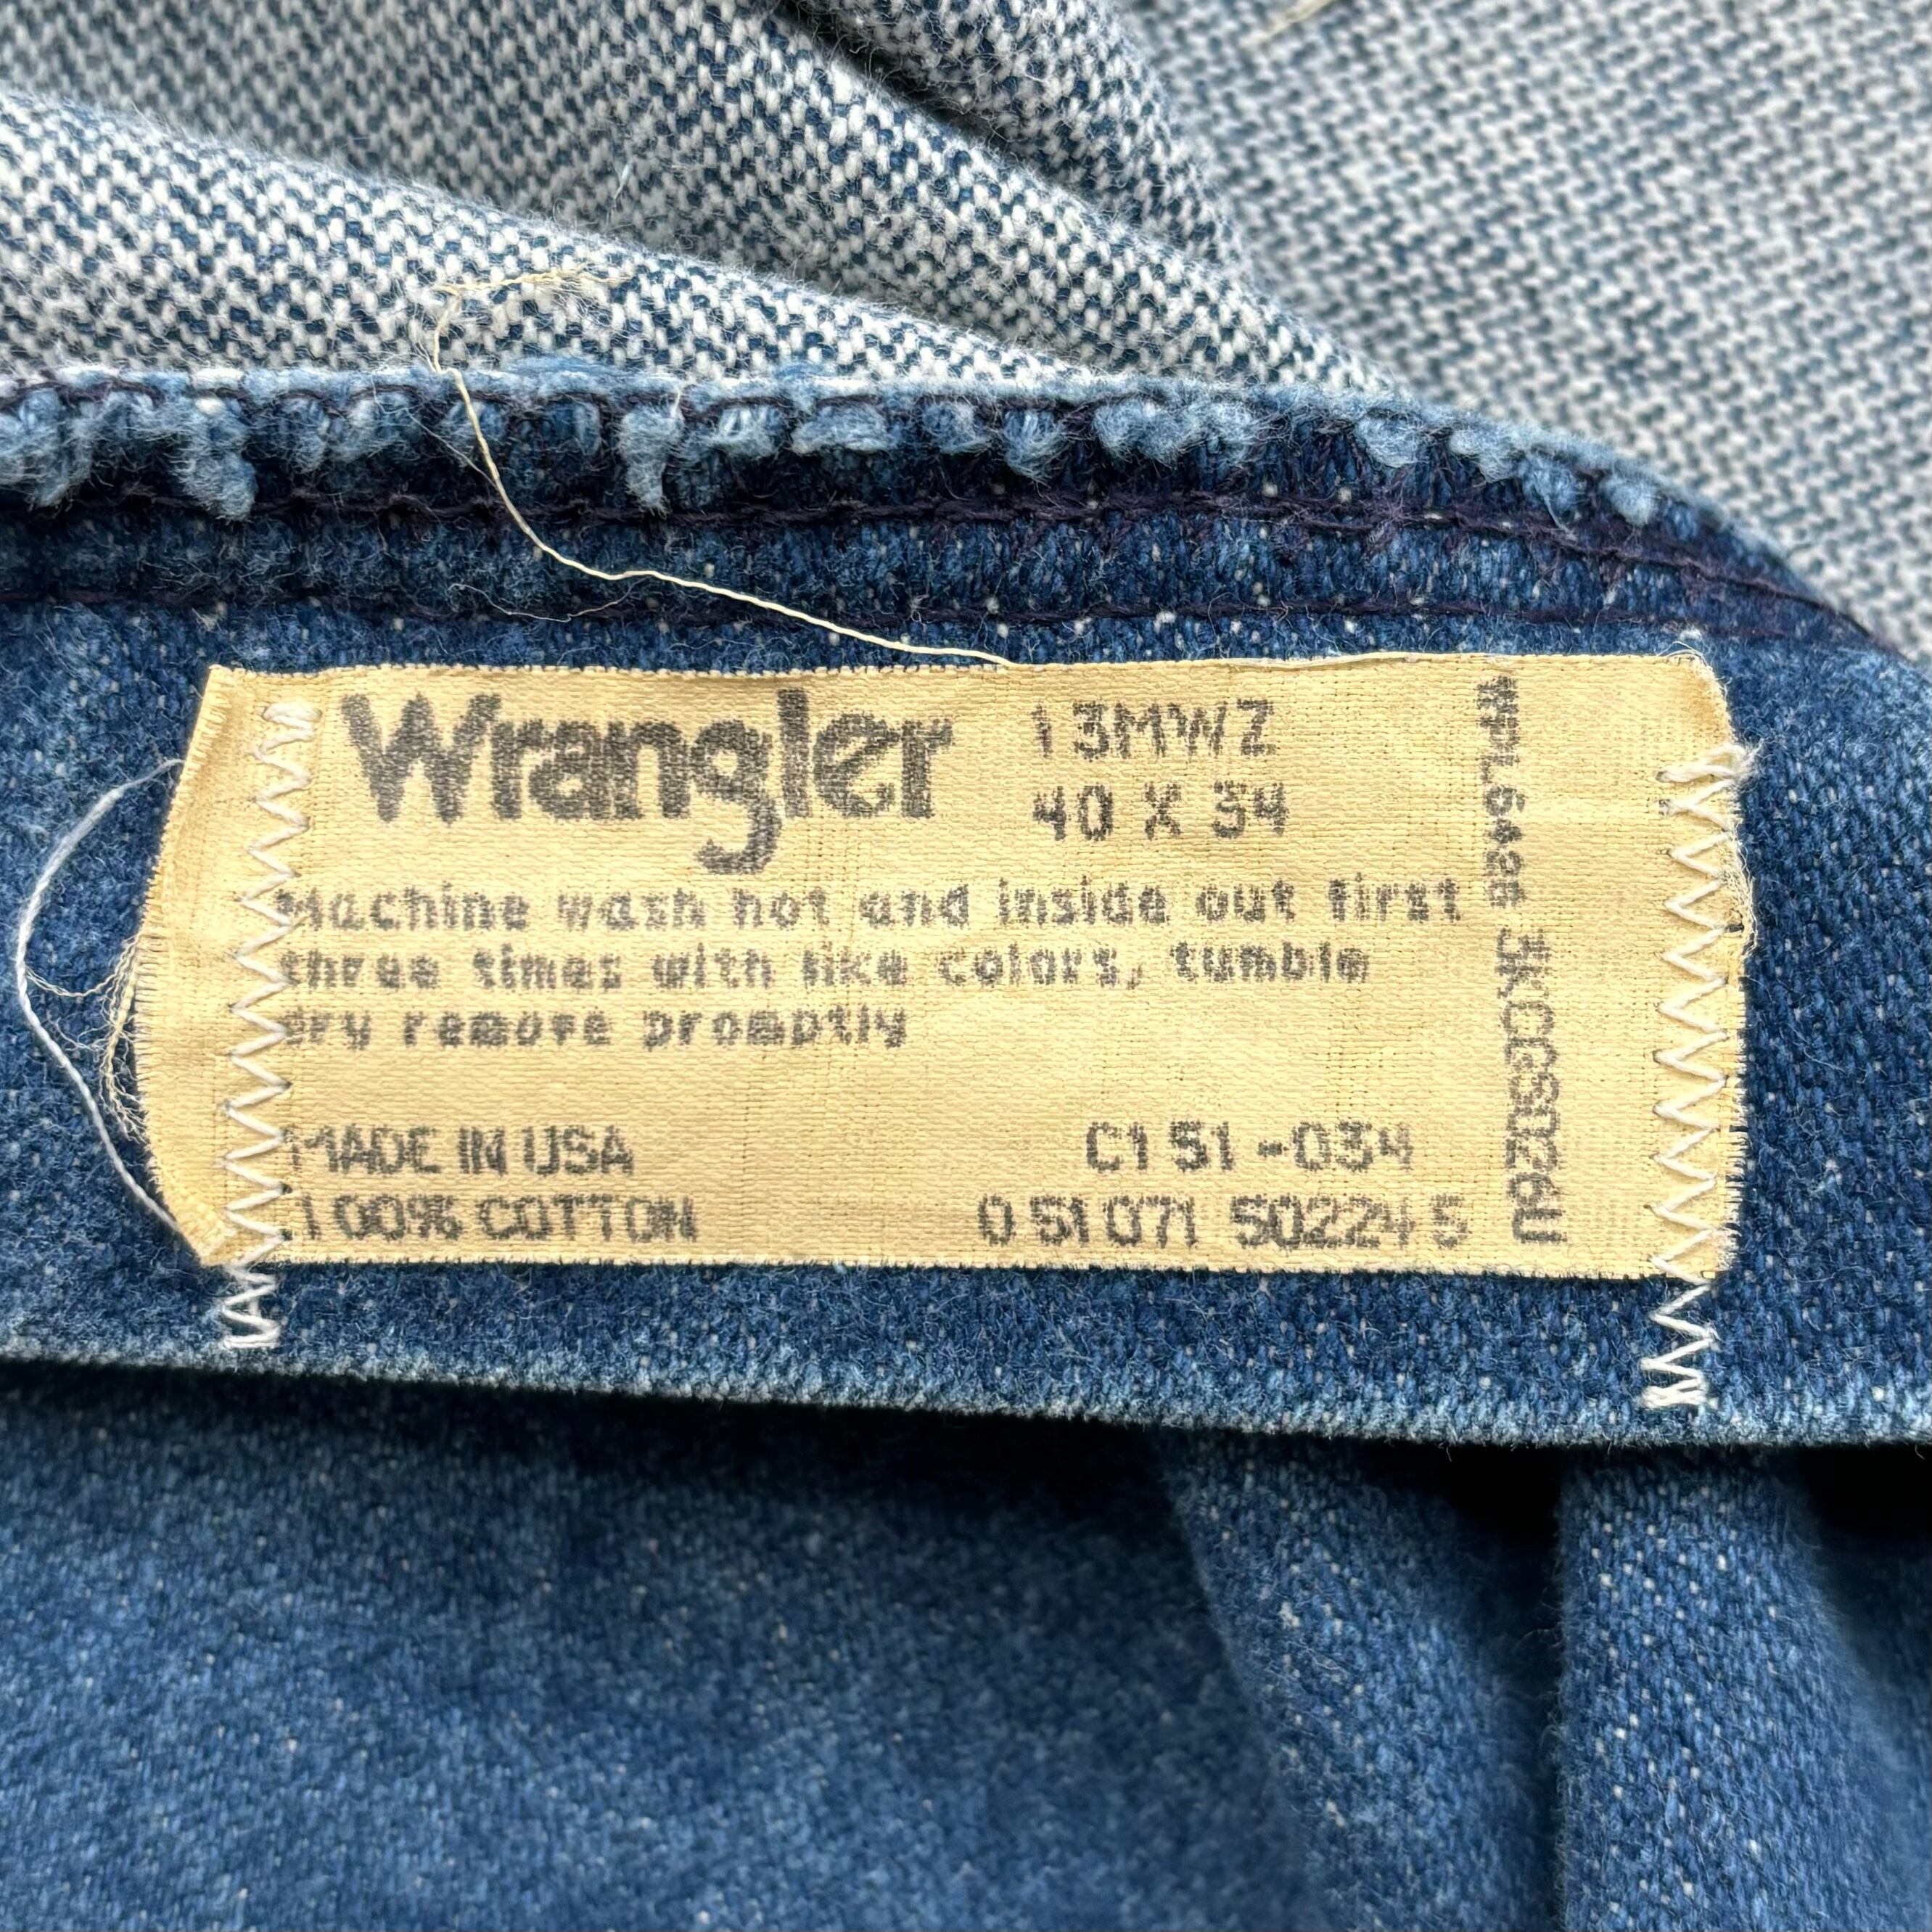 Wrangler 13MWZ
40 X 34
Machine wash hot and inside out first
three times with like colors, tumble
dry remove promptly
MADE IN USA
C151-034
100% COTTON
0 51071 50224 5